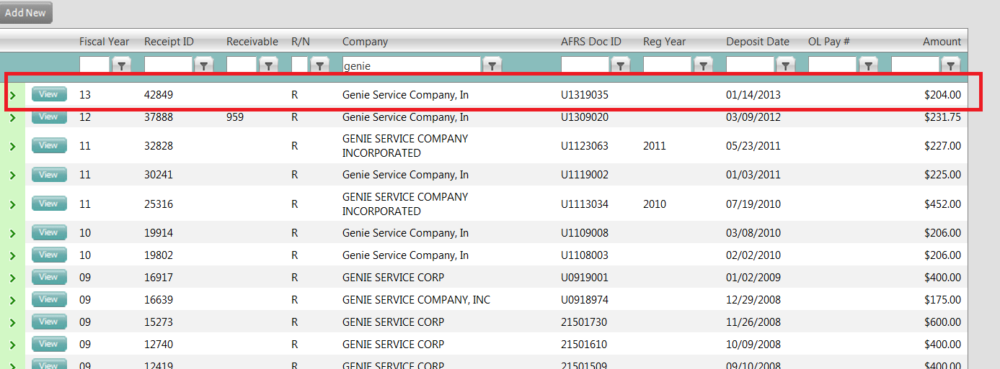 Add New
Fiscal Year Receipt ID Receivable R/N Company AFRS Doc ID Reg Year Deposit Date OL Pay # Amount
genie
View 13 42849 R Genie Service Company, In U1319035 01/14/2013 $204.00
View 12 37888 959 R Genie Service Company, In U1309020 03/09/2012 $231.75
GENIE SERVICE COMPANY
View 11 32828 R INCORPORATED U1123063 2011 05/23/2011 $227.00
View 11 30241 R Genie Service Company, In U1119002 01/03/2011 $225.00
GENIE SERVICE COMPANY
View 11 25316 R INCORPORATED U1113034 2010 07/19/2010 $452.00
View 10 19914 R Genie Service Company, In U1109008 03/08/2010 $206.00
View 10 19802 R Genie Service Company, In U1108003 02/02/2010 $206.00
View 09 16917 R GENIE SERVICE CORP U0919001 01/02/2009 $400.00
View 09 16639 R GENIE SERVICE COMPANY, INC U0918974 12/29/2008 $175.00
View 09 15273 R GENIE SERVICE CORP 21501730 11/26/2008 $600.00
View 09 12740 R GENIE SERVICE CORP 21501610 10/09/2008 $400.00
View 09 12419 R GENIE SERVICE CORP 21501509 09/10/2008 $400.00